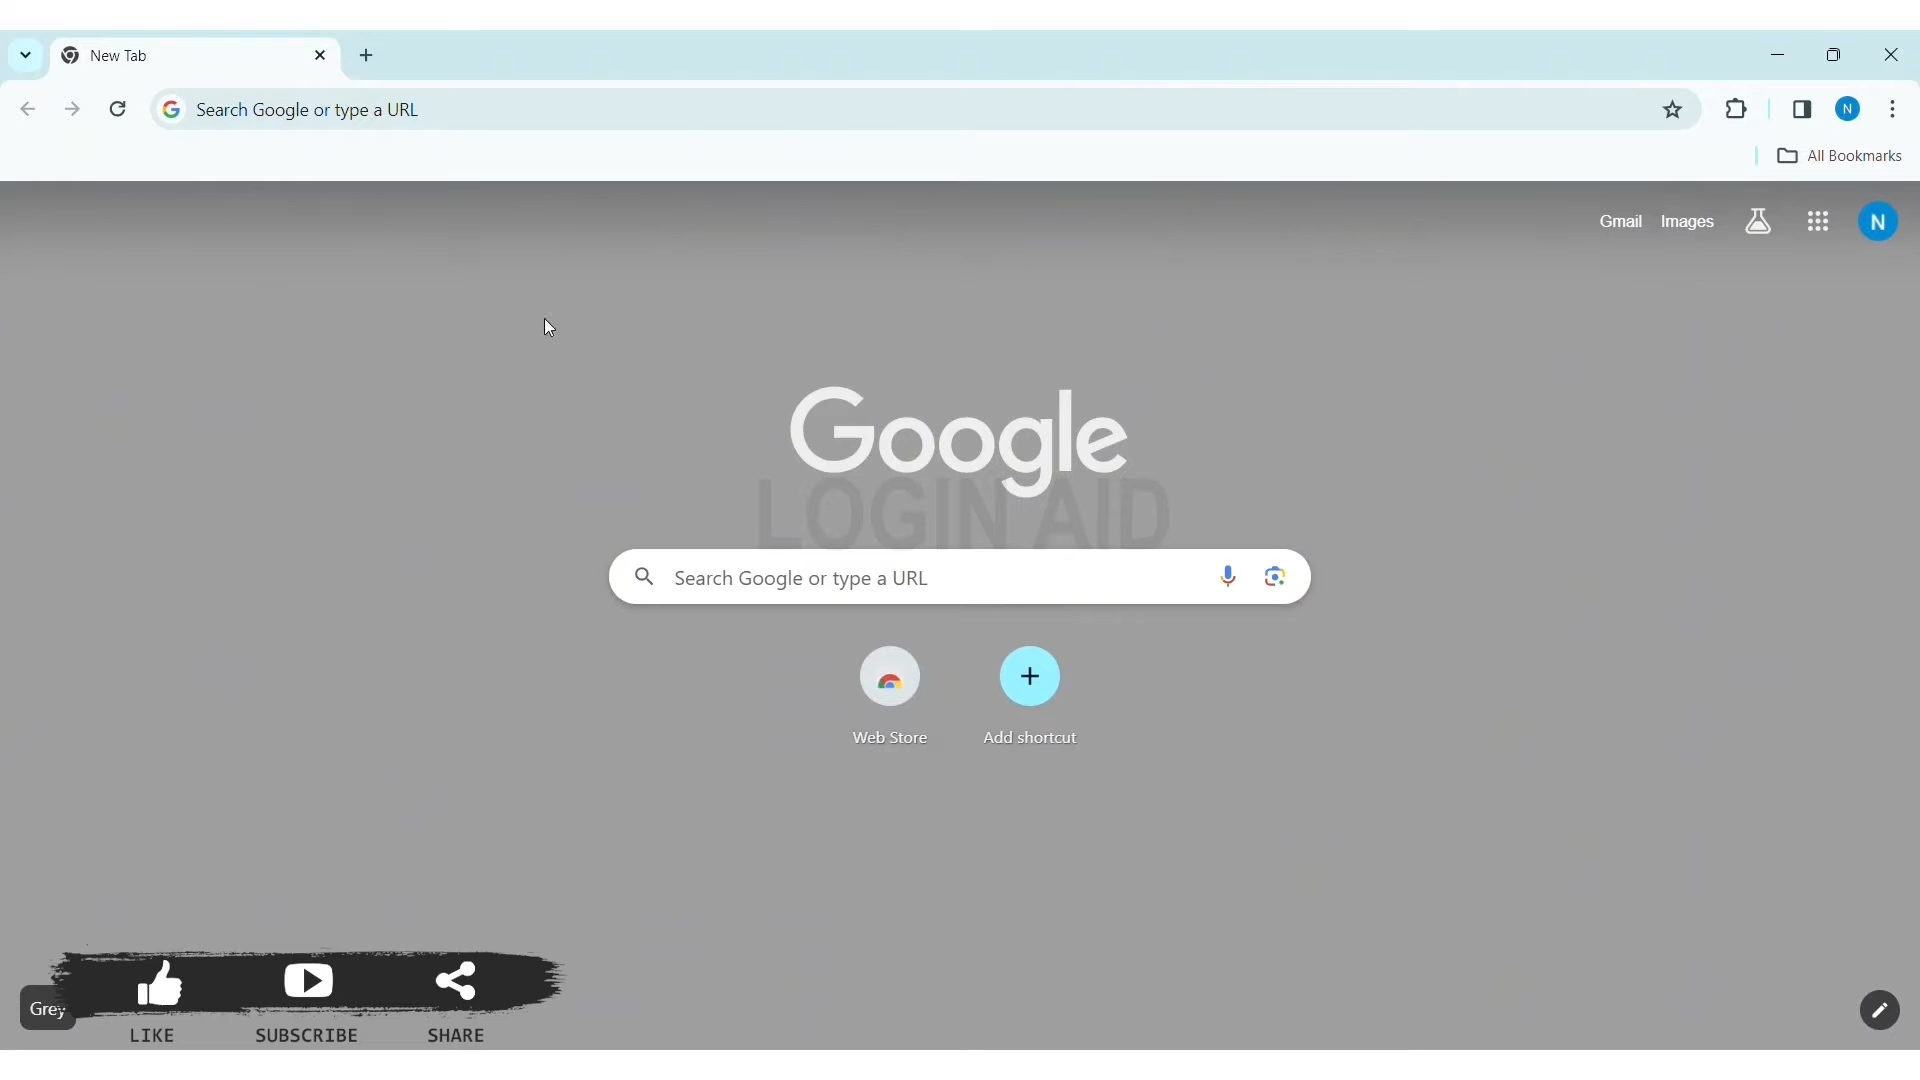 New Tab
Search Google or type a URL
All Bookmarks
N
Gmail Images
N
Google
LOGIN AID
Search Google or type a URL
Web Store
Add shortcut
Grey
LIKE
SUBSCRIBE
SHARE